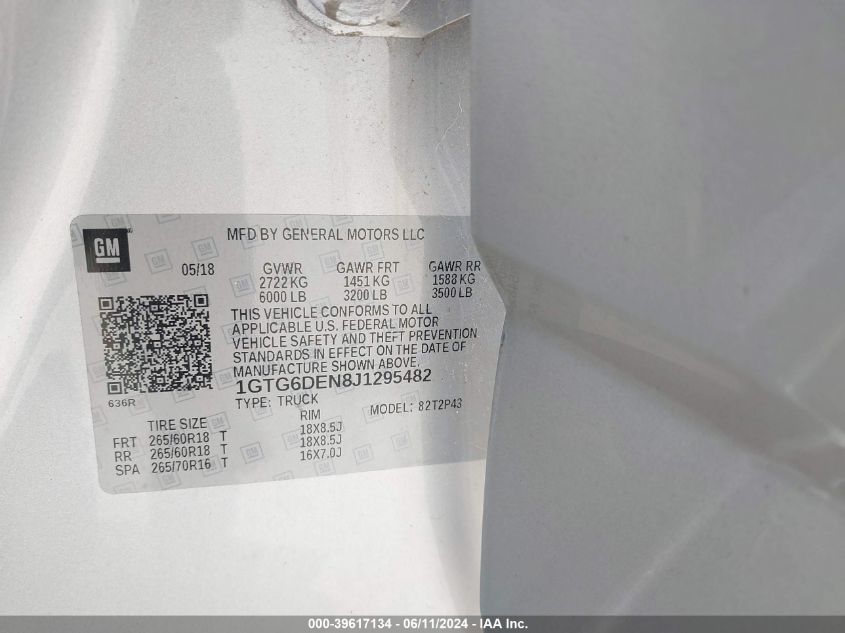 GM
MFD BY GENERAL MOTORS LLC
05/18 GVWR GAWR FRT GAWR RR
2722 KG 1451 KG 1588 KG
6000 LB 3200 LB 3500 LB
THIS VEHICLE CONFORMS TO ALL
APPLICABLE U.S. FEDERAL MOTOR
VEHICLE SAFETY AND THEFT PREVENTION
STANDARDS IN EFFECT ON THE DATE OF
MANUFACTURE SHOWN ABOVE.
1GTG6DEN8J1295482
636R
TYPE: TRUCK MODEL: 82T2P43
TIRE SIZE RIM
FRT 265/60R18 T 18X8.5J
RR 265/60R18 T 18X8.5J
SPA 265/70R16 T 16X7.0J
000-39617134 - 06/11/2024 - IAA Inc.